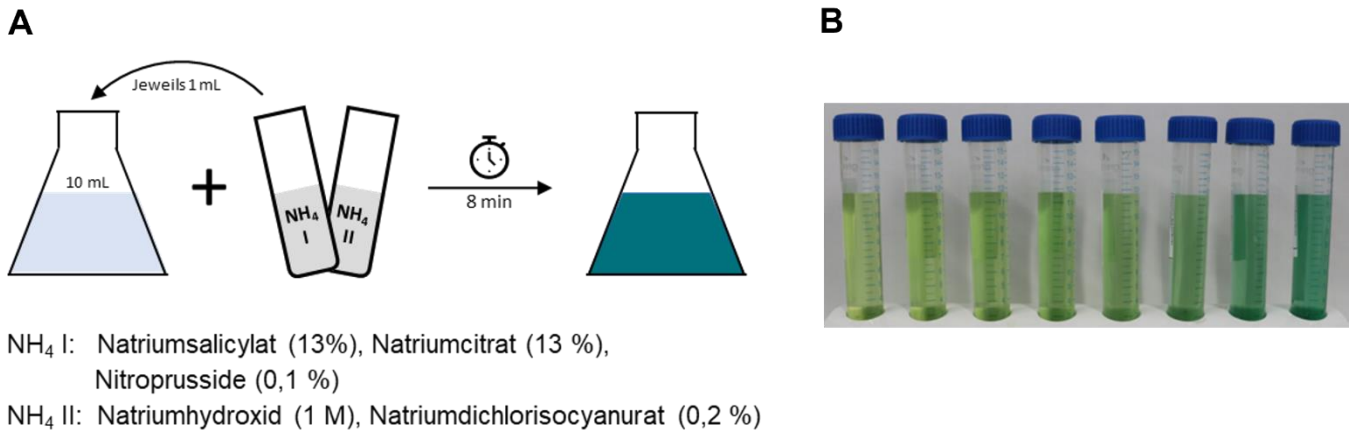 A
B
Jeweils 1 mL
10 mL
NH₄
I
NH₄
II
8 min
NH₄ I: Natriumsalicylat (13%), Natriumcitrat (13 %),
Nitroprusside (0,1 %)
NH₄ II: Natriumhydroxid (1 M), Natriumdichlorisocyanurat (0,2 %)